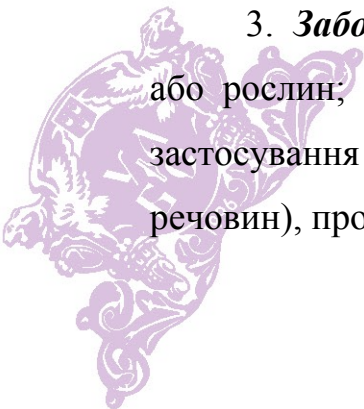 3. Забо
або рослин;
застосування
речовин), про